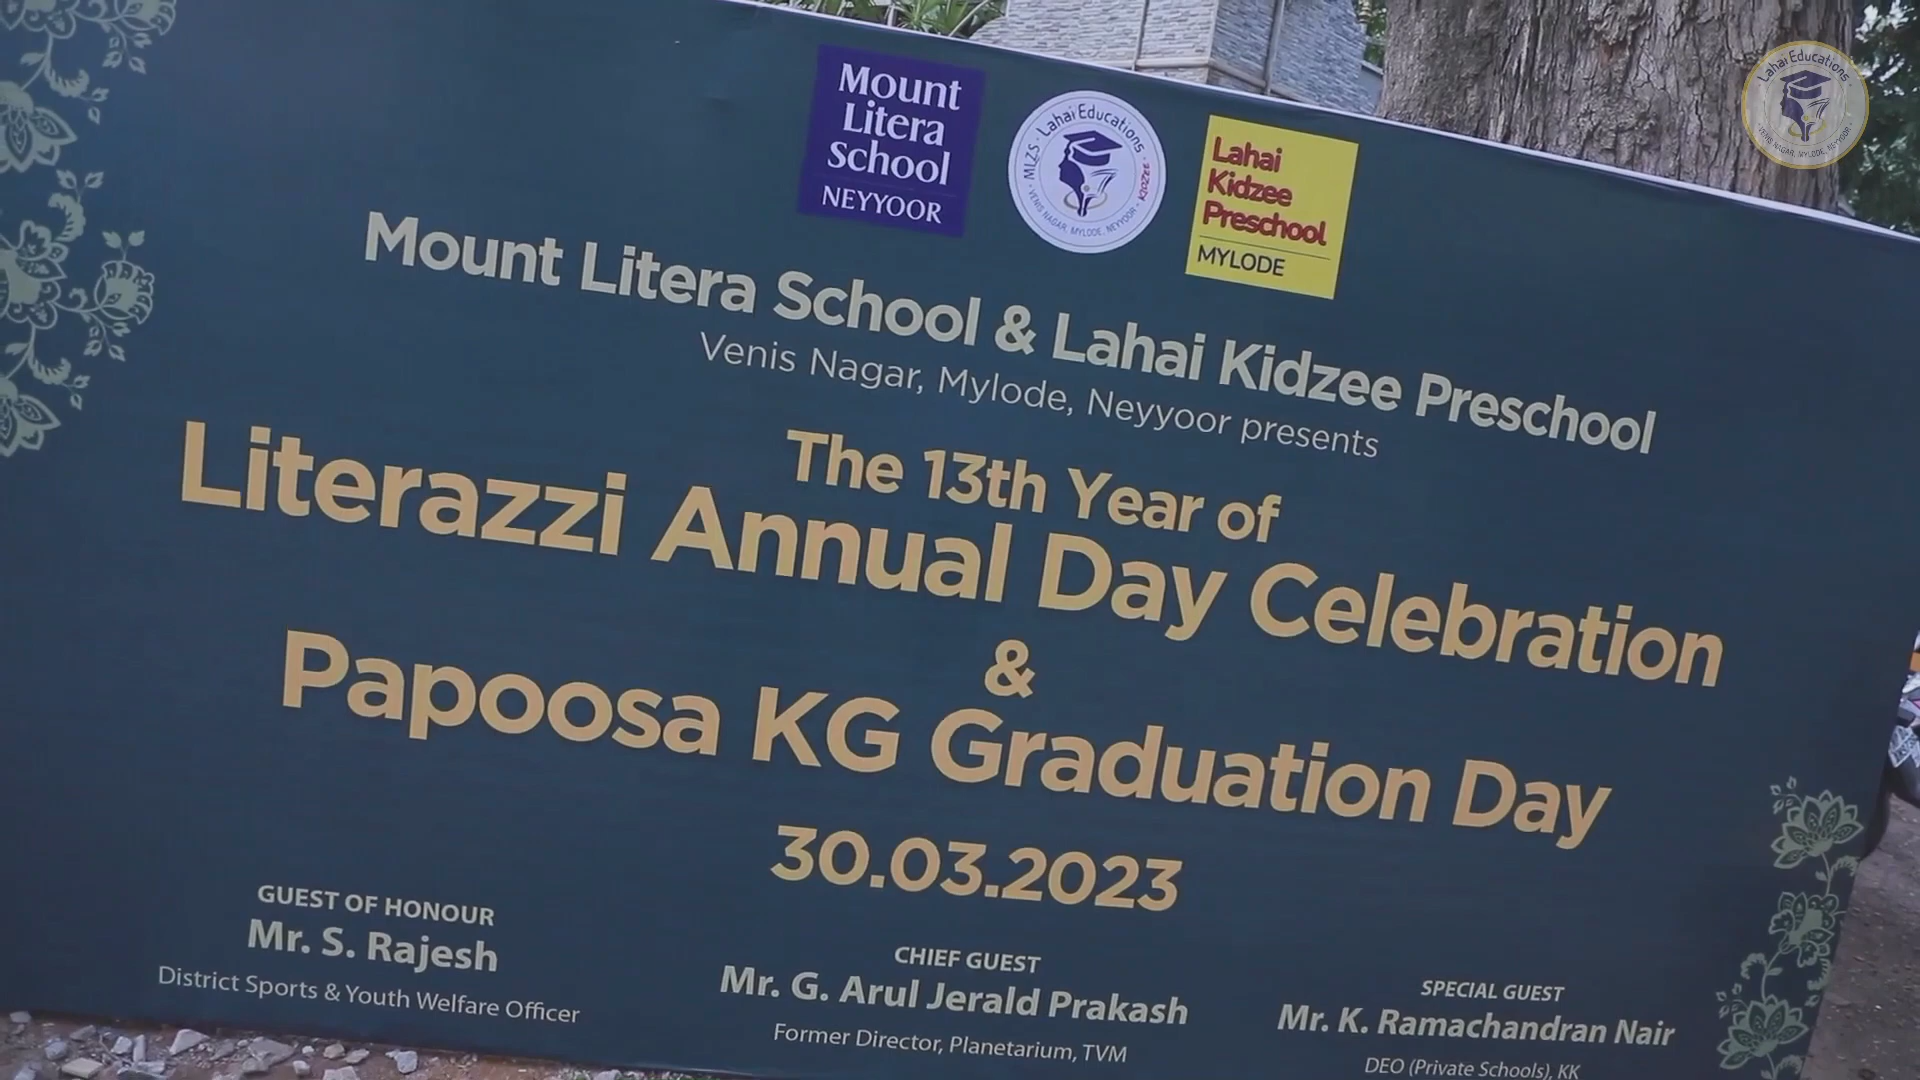 Mount
Litera
School
NEYYOOR
Lahai Educations
MLZS
KIDZEE
VENIS NAGAR, MYLODE, NEYYOOR
Lahai
Kidzee
Preschool
MYLODE
Lahai Educations
VENIS NAGAR, MYLODE, NEYYOOR
Mount Litera School & Lahai Kidzee Preschool
Venis Nagar, Mylode, Neyyoor presents
The 13th Year of
Literazzi Annual Day Celebration
&
Papoosa KG Graduation Day
30.03.2023
GUEST OF HONOUR
Mr. S. Rajesh
District Sports & Youth Welfare Officer
CHIEF GUEST
Mr. G. Arul Jerald Prakash
Former Director, Planetarium, TVM
SPECIAL GUEST
Mr. K. Ramachandran Nair
DEO (Private Schools), KK